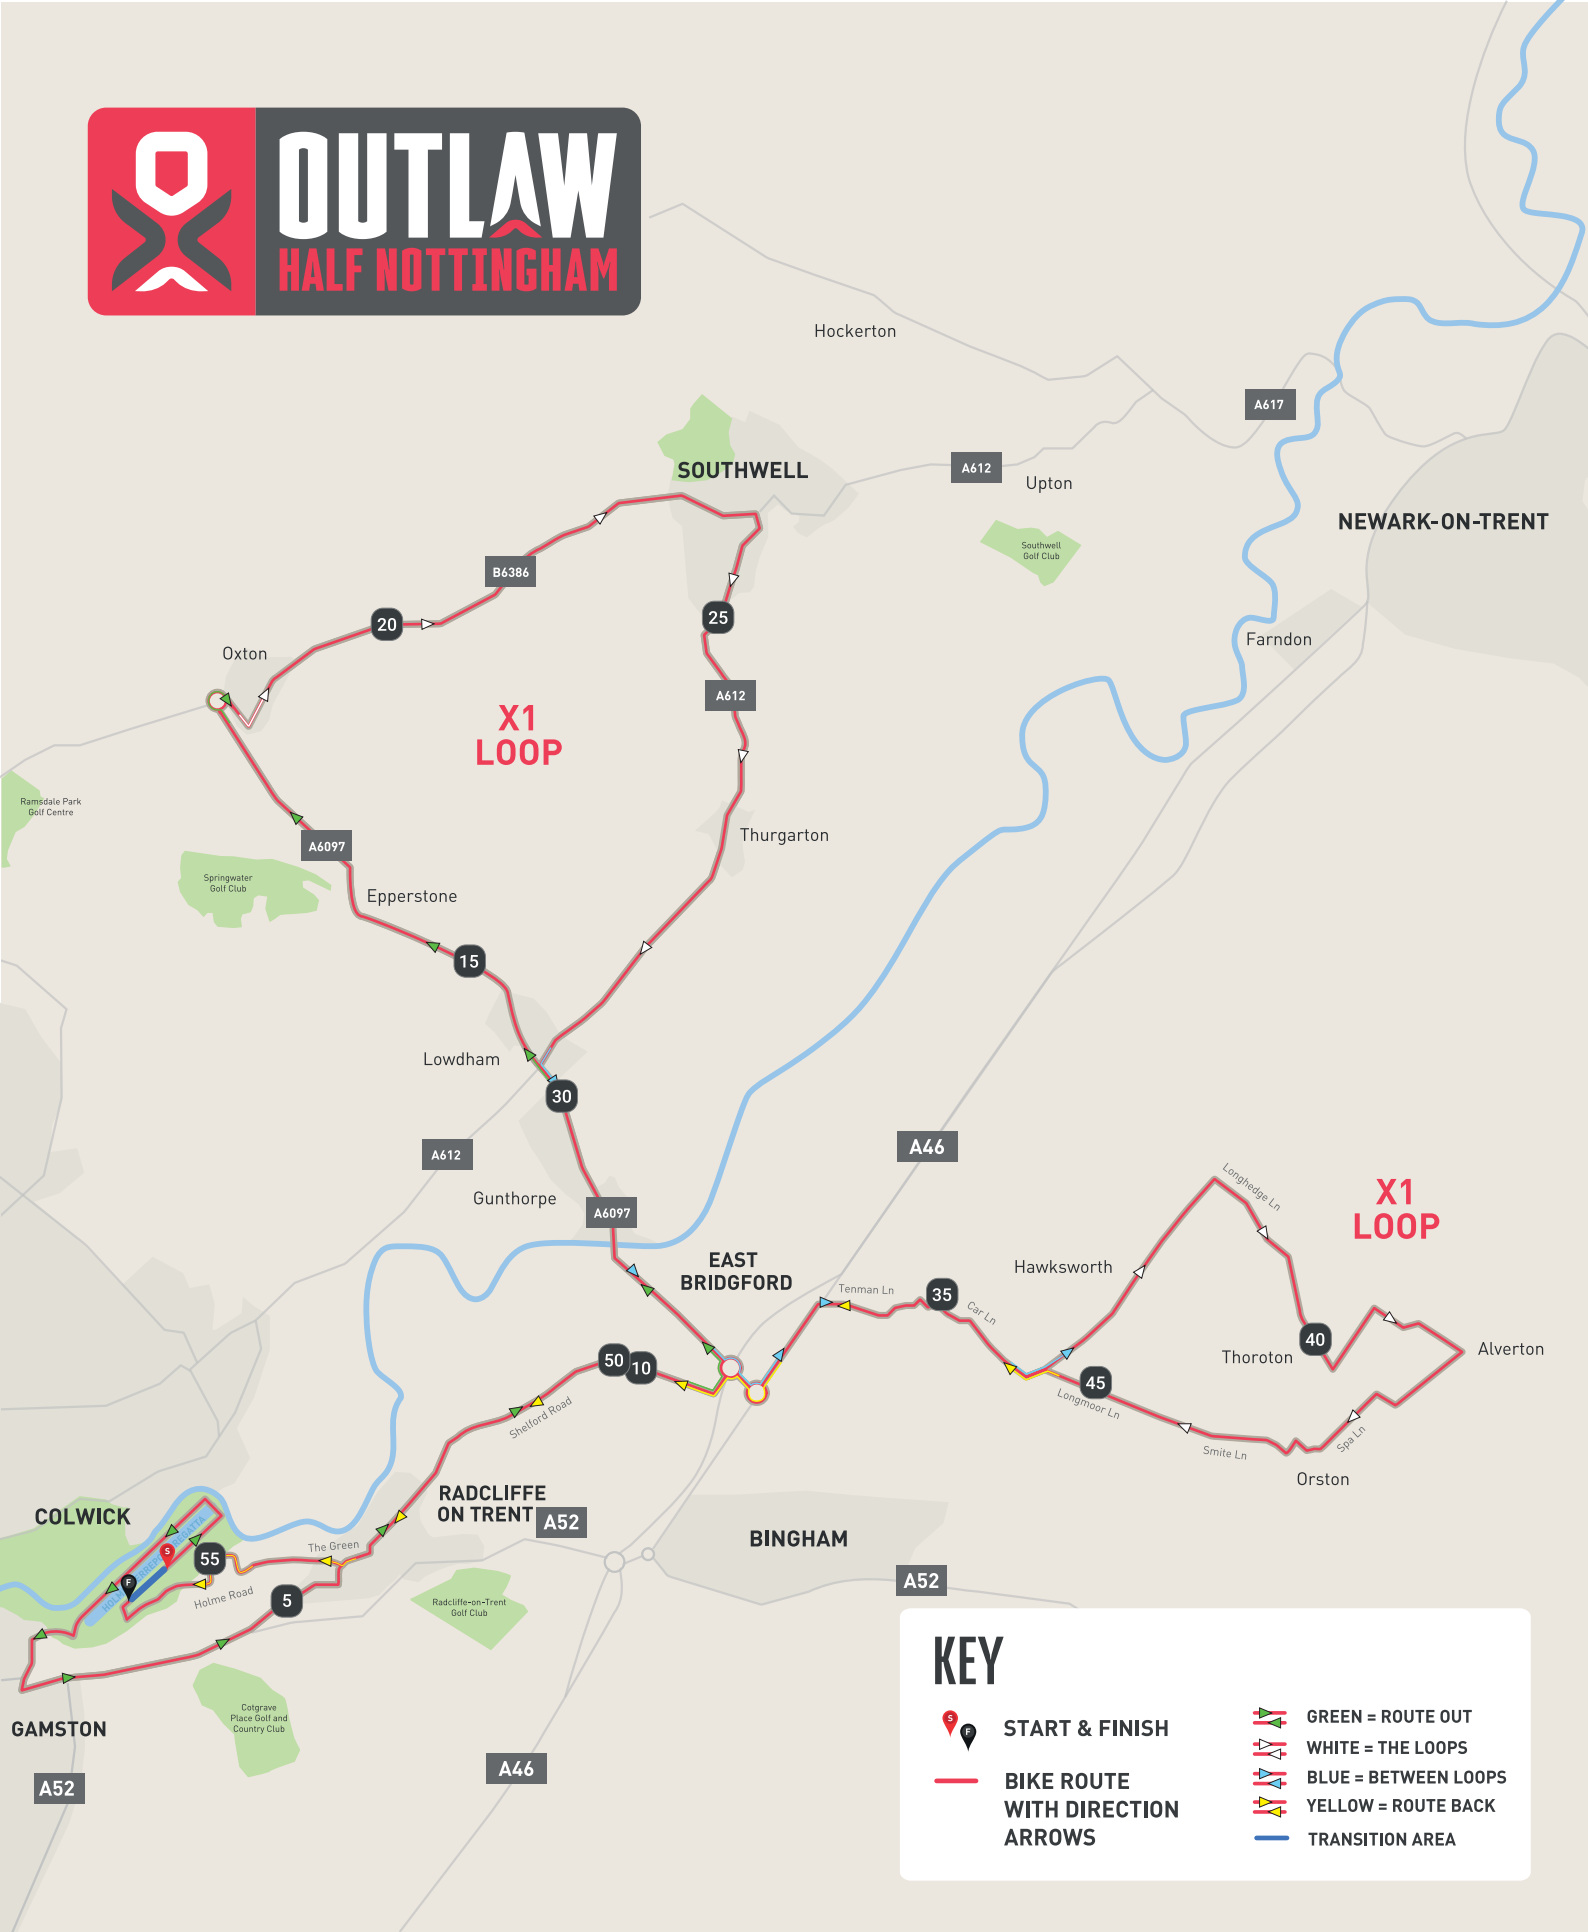 OUTLAW
HALF NOTTINGHAM
Hockerton
A617
SOUTHWELL
A612
Upton
NEWARK-ON-TRENT
Southwell
Golf Club
B6386
20
25
Farndon
Oxton
A612
X1
LOOP
Ramsdale Park
Golf Centre
A6097
Thurgarton
Springwater
Golf Club
Epperstone
15
Lowdham
30
A612
A46
Gunthorpe
A6097
Longhedge Ln
X1
LOOP
EAST
BRIDGFORD
Hawksworth
Tenman Ln
35
Car Ln
40
Thoroton
Alverton
50
10
45
Longmoor Ln
Shelford Road
Smite Ln
Spa Ln
Orston
RADCLIFFE
ON TRENT
A52
COLWICK
BINGHAM
The Green
S
55
F
Holme Road
5
A52
Radcliffe-on-Trent
Golf Club
GAMSTON
Cotgrave
Place Golf and
Country Club
A46
A52
KEY
S
F
START & FINISH
BIKE ROUTE
WITH DIRECTION
ARROWS
GREEN = ROUTE OUT
WHITE = THE LOOPS
BLUE = BETWEEN LOOPS
YELLOW = ROUTE BACK
TRANSITION AREA